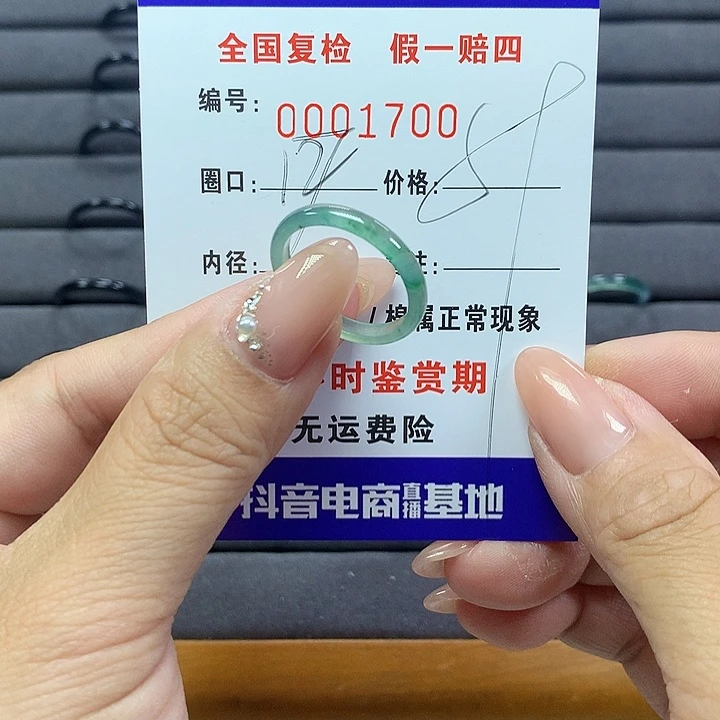 全国复检 假一赔四
编号: 0001700
圈口: 价格:
内径: 注:
/棉属正常现象
时鉴赏期
无运费险
抖音电商直播基地